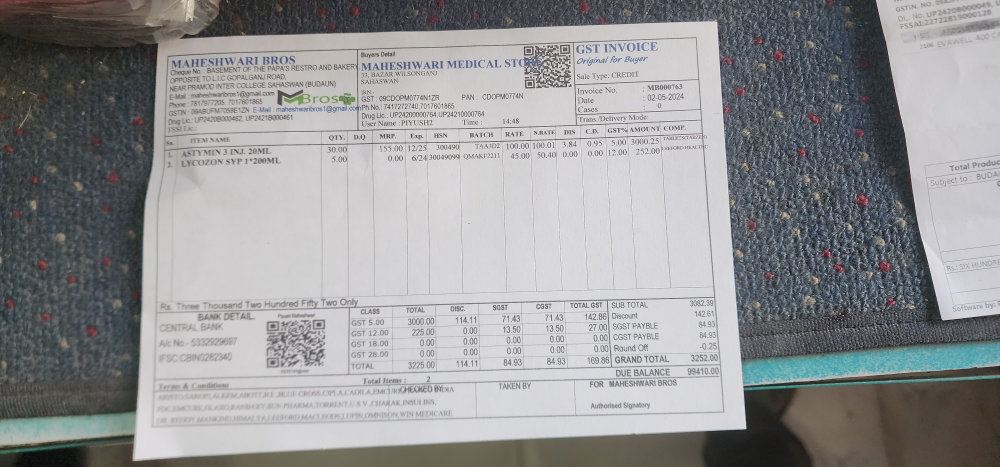 MAHESHWARI BROS
Cheque No. BASEMENT OF THE PAPA'S RESTRO AND BAKERY,
OPPOSITE TO L.I.C GOPALGANJ ROAD,
NEAR PRAMOD INTER COLLEGE SAHASWAN (BUDAUN)
E-Mail : maheshwaribros1@gmail.com
Phone : 7817977205, 7017601865
MBros
E-Mail : maheshwaribros1@gmail.com
Drug Lic.: UP2420B000462, UP2421B000461
Buyers Detail
MAHESHWARI MEDICAL STORE
33, BAZAR WILSONGANJ
SAHASWAN
GST : 09CDOPM0774N1ZR PAN : CDOPM0774N
Ph.No.: 7417272740,7017601865
Drug Lic.: UP24200000764,UP24210000764
User Name : PIYUSH2 Time : 14:48
GST INVOICE
Original for Buyer
Sale Type: CREDIT
Invoice No. : MB000763
Date : 02-05-2024
Cases : 0
Trans./Delivery Mode:
Sn. ITEM NAME QTY. D.Q MRP. Exp. HSN BATCH RATE N.RATE DIS C.D. GST% AMOUNT COMP.
1. ASTYMIN 3 INJ. 20ML 30.00 155.00 12/25 300490 TAAJD2 100.00 100.01 3.84 0.95 5.00 3000.25
2. LYCOZON SYP 1*200ML 5.00 0.00 6/24 30049099 QMAKF2211 45.00 50.40 0.00 0.00 12.00 252.00
Rs. Three Thousand Two Hundred Fifty Two Only
BANK DETAIL
CENTRAL BANK
A/c No.- 5332929697
IFSC:CBIN0282340
CLASS TOTAL DISC. SGST CGST TOTAL GST
GST 5.00 3000.00 114.11 71.43 71.43 142.86
GST 12.00 225.00 0.00 13.50 13.50 27.00
GST 18.00 0.00 0.00 0.00 0.00 0.00
GST 28.00 0.00 0.00 0.00 0.00 0.00
TOTAL 3225.00 114.11 84.93 84.93 169.86
SUB TOTAL 3082.39
Discount 142.61
SGST PAYBLE 84.93
CGST PAYBLE 84.93
Round Off -0.25
GRAND TOTAL 3252.00
DUE BALANCE 99410.00
Total Items : 2
Terms & Conditions
CHECKED BY
TAKEN BY
FOR MAHESHWARI BROS
Authorised Signatory
Total Produc
Subject to : BUDA
Rs.: SIX HUNDRE
Software by: